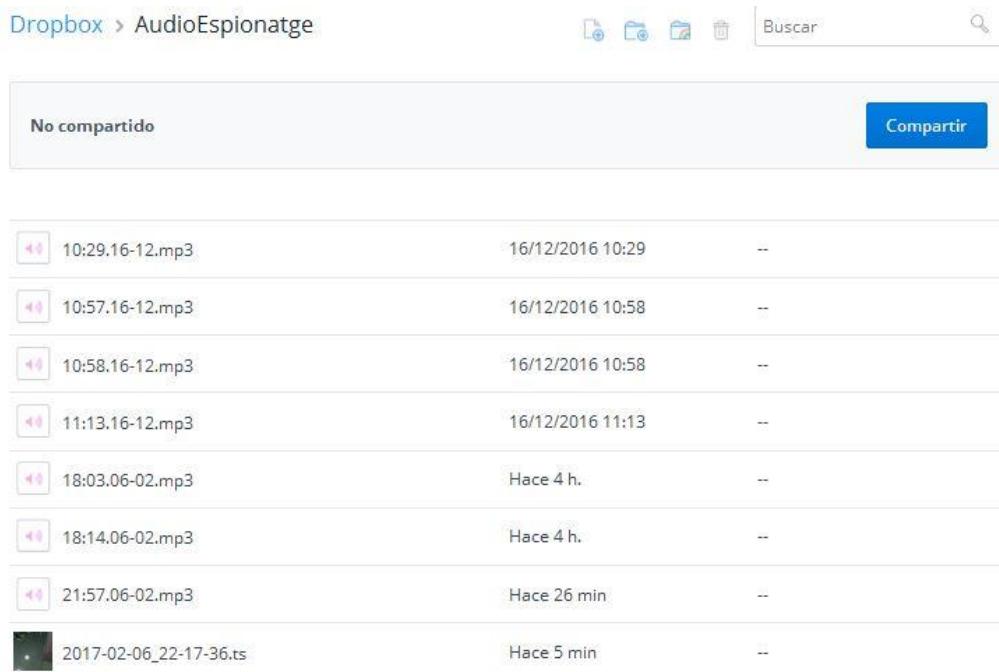 Dropbox > AudioEspionatge
Buscar
No compartido
Compartir
10:29.16-12.mp3 16/12/2016 10:29 --
10:57.16-12.mp3 16/12/2016 10:58 --
10:58.16-12.mp3 16/12/2016 10:58 --
11:13.16-12.mp3 16/12/2016 11:13 --
18:03.06-02.mp3 Hace 4 h. --
18:14.06-02.mp3 Hace 4 h. --
21:57.06-02.mp3 Hace 26 min --
2017-02-06_22-17-36.ts Hace 5 min --